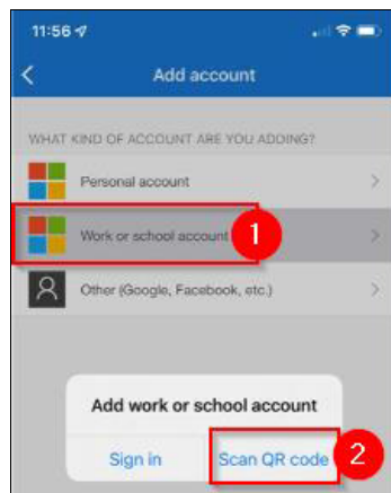 11:56
Add account
WHAT KIND OF ACCOUNT ARE YOU ADDING?
Personal account
Work or school account 1
Other (Google, Facebook, etc.)
Add work or school account
Sign in Scan QR code 2